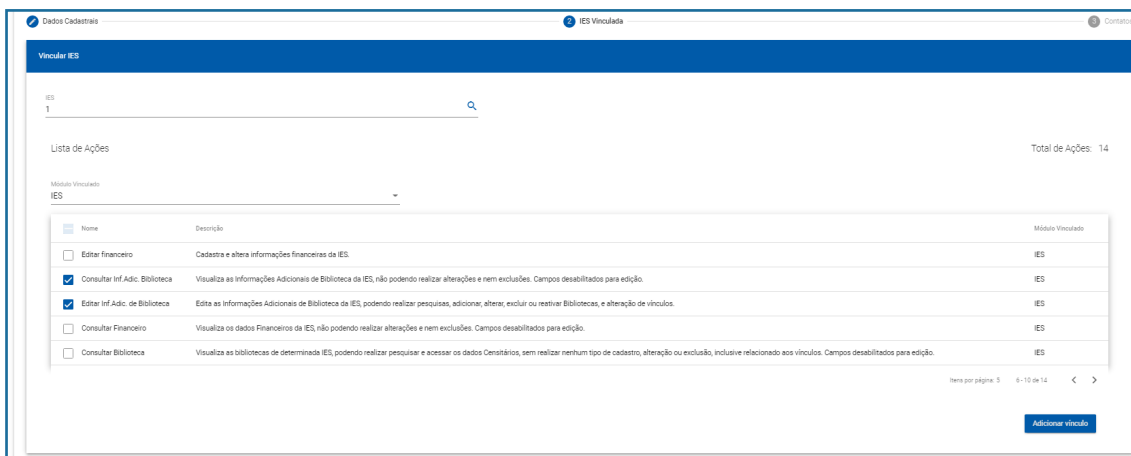 Dados Cadastrais 2 IES Vinculada 3 Contatos
Vincular IES
IES
1
Lista de Ações Total de Ações: 14
Módulo Vinculado
IES
Nome Descrição Módulo Vinculado
Editar financeiro Cadastra e altera informações financeiras da IES. IES
Consultar Inf.Adic. Biblioteca Visualiza as Informações Adicionais de Biblioteca da IES, não podendo realizar alterações e nem exclusões. Campos desabilitados para edição. IES
Editar Inf.Adic. de Biblioteca Edita as Informações Adicionais de Biblioteca da IES, podendo realizar pesquisas, adicionar, alterar, excluir ou reativar Bibliotecas, e alteração de vínculos. IES
Consultar Financeiro Visualiza os dados Financeiros da IES, não podendo realizar alterações e nem exclusões. Campos desabilitados para edição. IES
Consultar Biblioteca Visualiza as bibliotecas de determinada IES, podendo realizar pesquisar e acessar os dados Censitários, sem realizar nenhum tipo de cadastro, alteração ou exclusão, inclusive relacionado aos vínculos. Campos desabilitados para edição. IES
Itens por página: 5 6 - 10 de 14
Adicionar vínculo